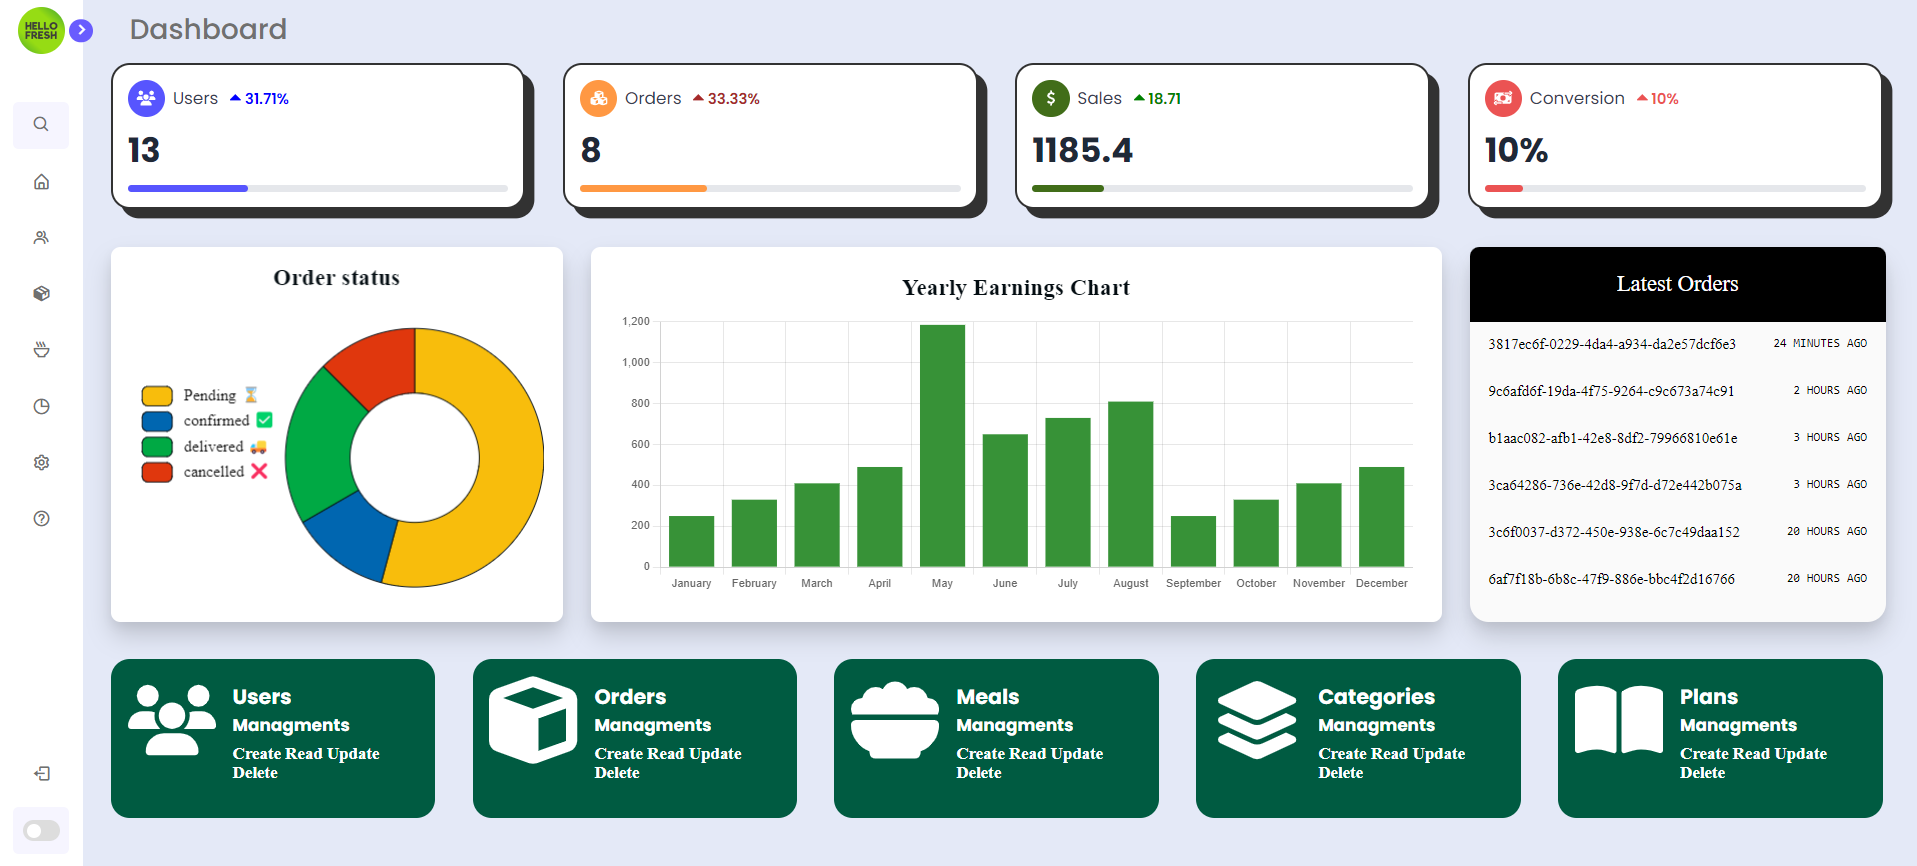 HELLO
FRESH
Dashboard
Users 31.71%
13
Orders 33.33%
8
Sales 18.71
1185.4
Conversion 10%
10%
Order status
Pending ⌛
confirmed ✅
delivered 🚚
cancelled ❌
Yearly Earnings Chart
1,200
1,000
800
600
400
200
0
January February March April May June July August September October November December
Latest Orders
3817ec6f-0229-4da4-a934-da2e57dcf6e3 24 MINUTES AGO
9c6afd6f-19da-4f75-9264-c9c673a74c91 2 HOURS AGO
b1aac082-afb1-42e8-8df2-79966810e61e 3 HOURS AGO
3ca64286-736e-42d8-9f7d-d72e442b075a 3 HOURS AGO
3c6f0037-d372-450e-938e-6c7c49daa152 20 HOURS AGO
6af7f18b-6b8c-47f9-886e-bbc4f2d16766 20 HOURS AGO
Users
Managments
Create Read Update
Delete
Orders
Managments
Create Read Update
Delete
Meals
Managments
Create Read Update
Delete
Categories
Managments
Create Read Update
Delete
Plans
Managments
Create Read Update
Delete